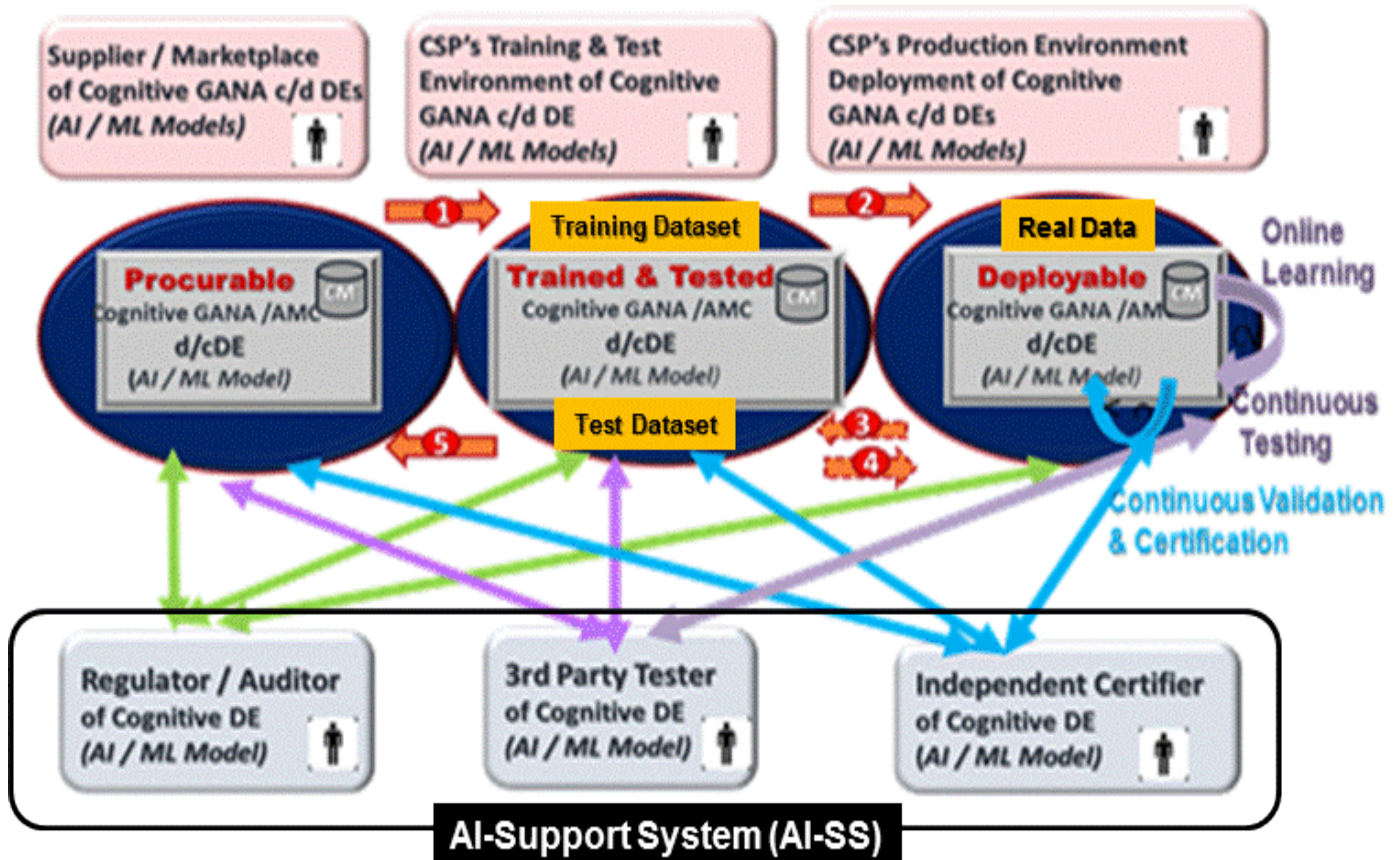 Supplier / Marketplace
of Cognitive GANA c/d DEs
(AI / ML Models)
CSP's Training & Test
Environment of Cognitive
GANA c/d DE
(AI / ML Models)
CSP's Production Environment
Deployment of Cognitive
GANA c/d DEs
(AI / ML Models)
1
2
Training Dataset
Real Data
Online
Learning
Procurable
CM
Cognitive GANA /AMC
d/cDE
(AI / ML Model)
Trained & Tested
CM
Cognitive GANA /AMC
d/cDE
(AI / ML Model)
Deployable
CM
Cognitive GANA /AM
d/cDE
(AI / ML Model)
Test Dataset
5
3
4
Continuous
Testing
Continuous Validation
& Certification
Regulator / Auditor
of Cognitive DE
(AI / ML Model)
3rd Party Tester
of Cognitive DE
(AI / ML Model)
Independent Certifier
of Cognitive DE
(AI / ML Model)
AI-Support System (AI-SS)